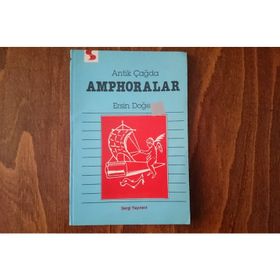 Antik Çağda
AMPHORALAR
Ersin Doğer
Sergi Yayınevi